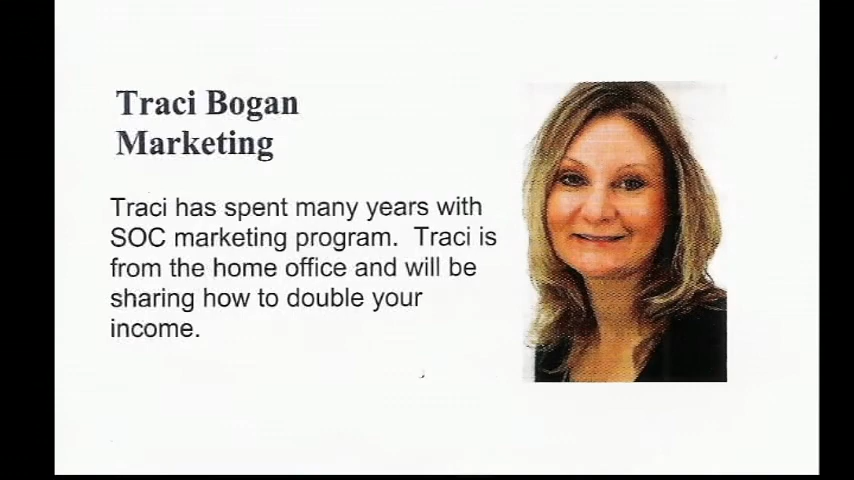 Traci Bogan
Marketing
Traci has spent many years with
SOC marketing program. Traci is
from the home office and will be
sharing how to double your
income.